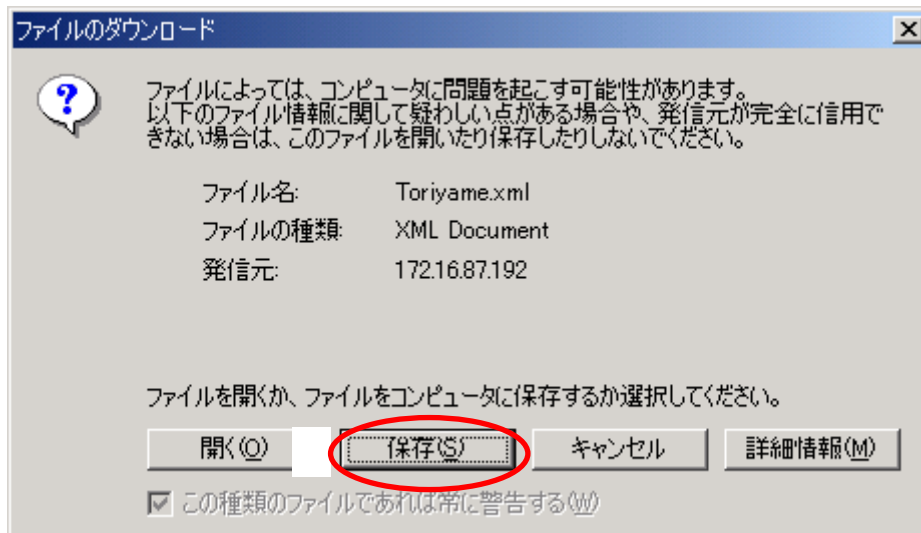 ファイルのダウンロード
ファイルによっては、コンピュータに問題を起こす可能性があります。
以下のファイル情報に関して疑わしい点がある場合や、発信元が完全に信用で
きない場合は、このファイルを開いたり保存したりしないでください。
ファイル名: Toriyame.xml
ファイルの種類: XML Document
発信元: 172.16.87.192
ファイルを開くか、ファイルをコンピュータに保存するか選択してください。
開く(O) 保存(S) キャンセル 詳細情報(M)
この種類のファイルであれば常に警告する(W)